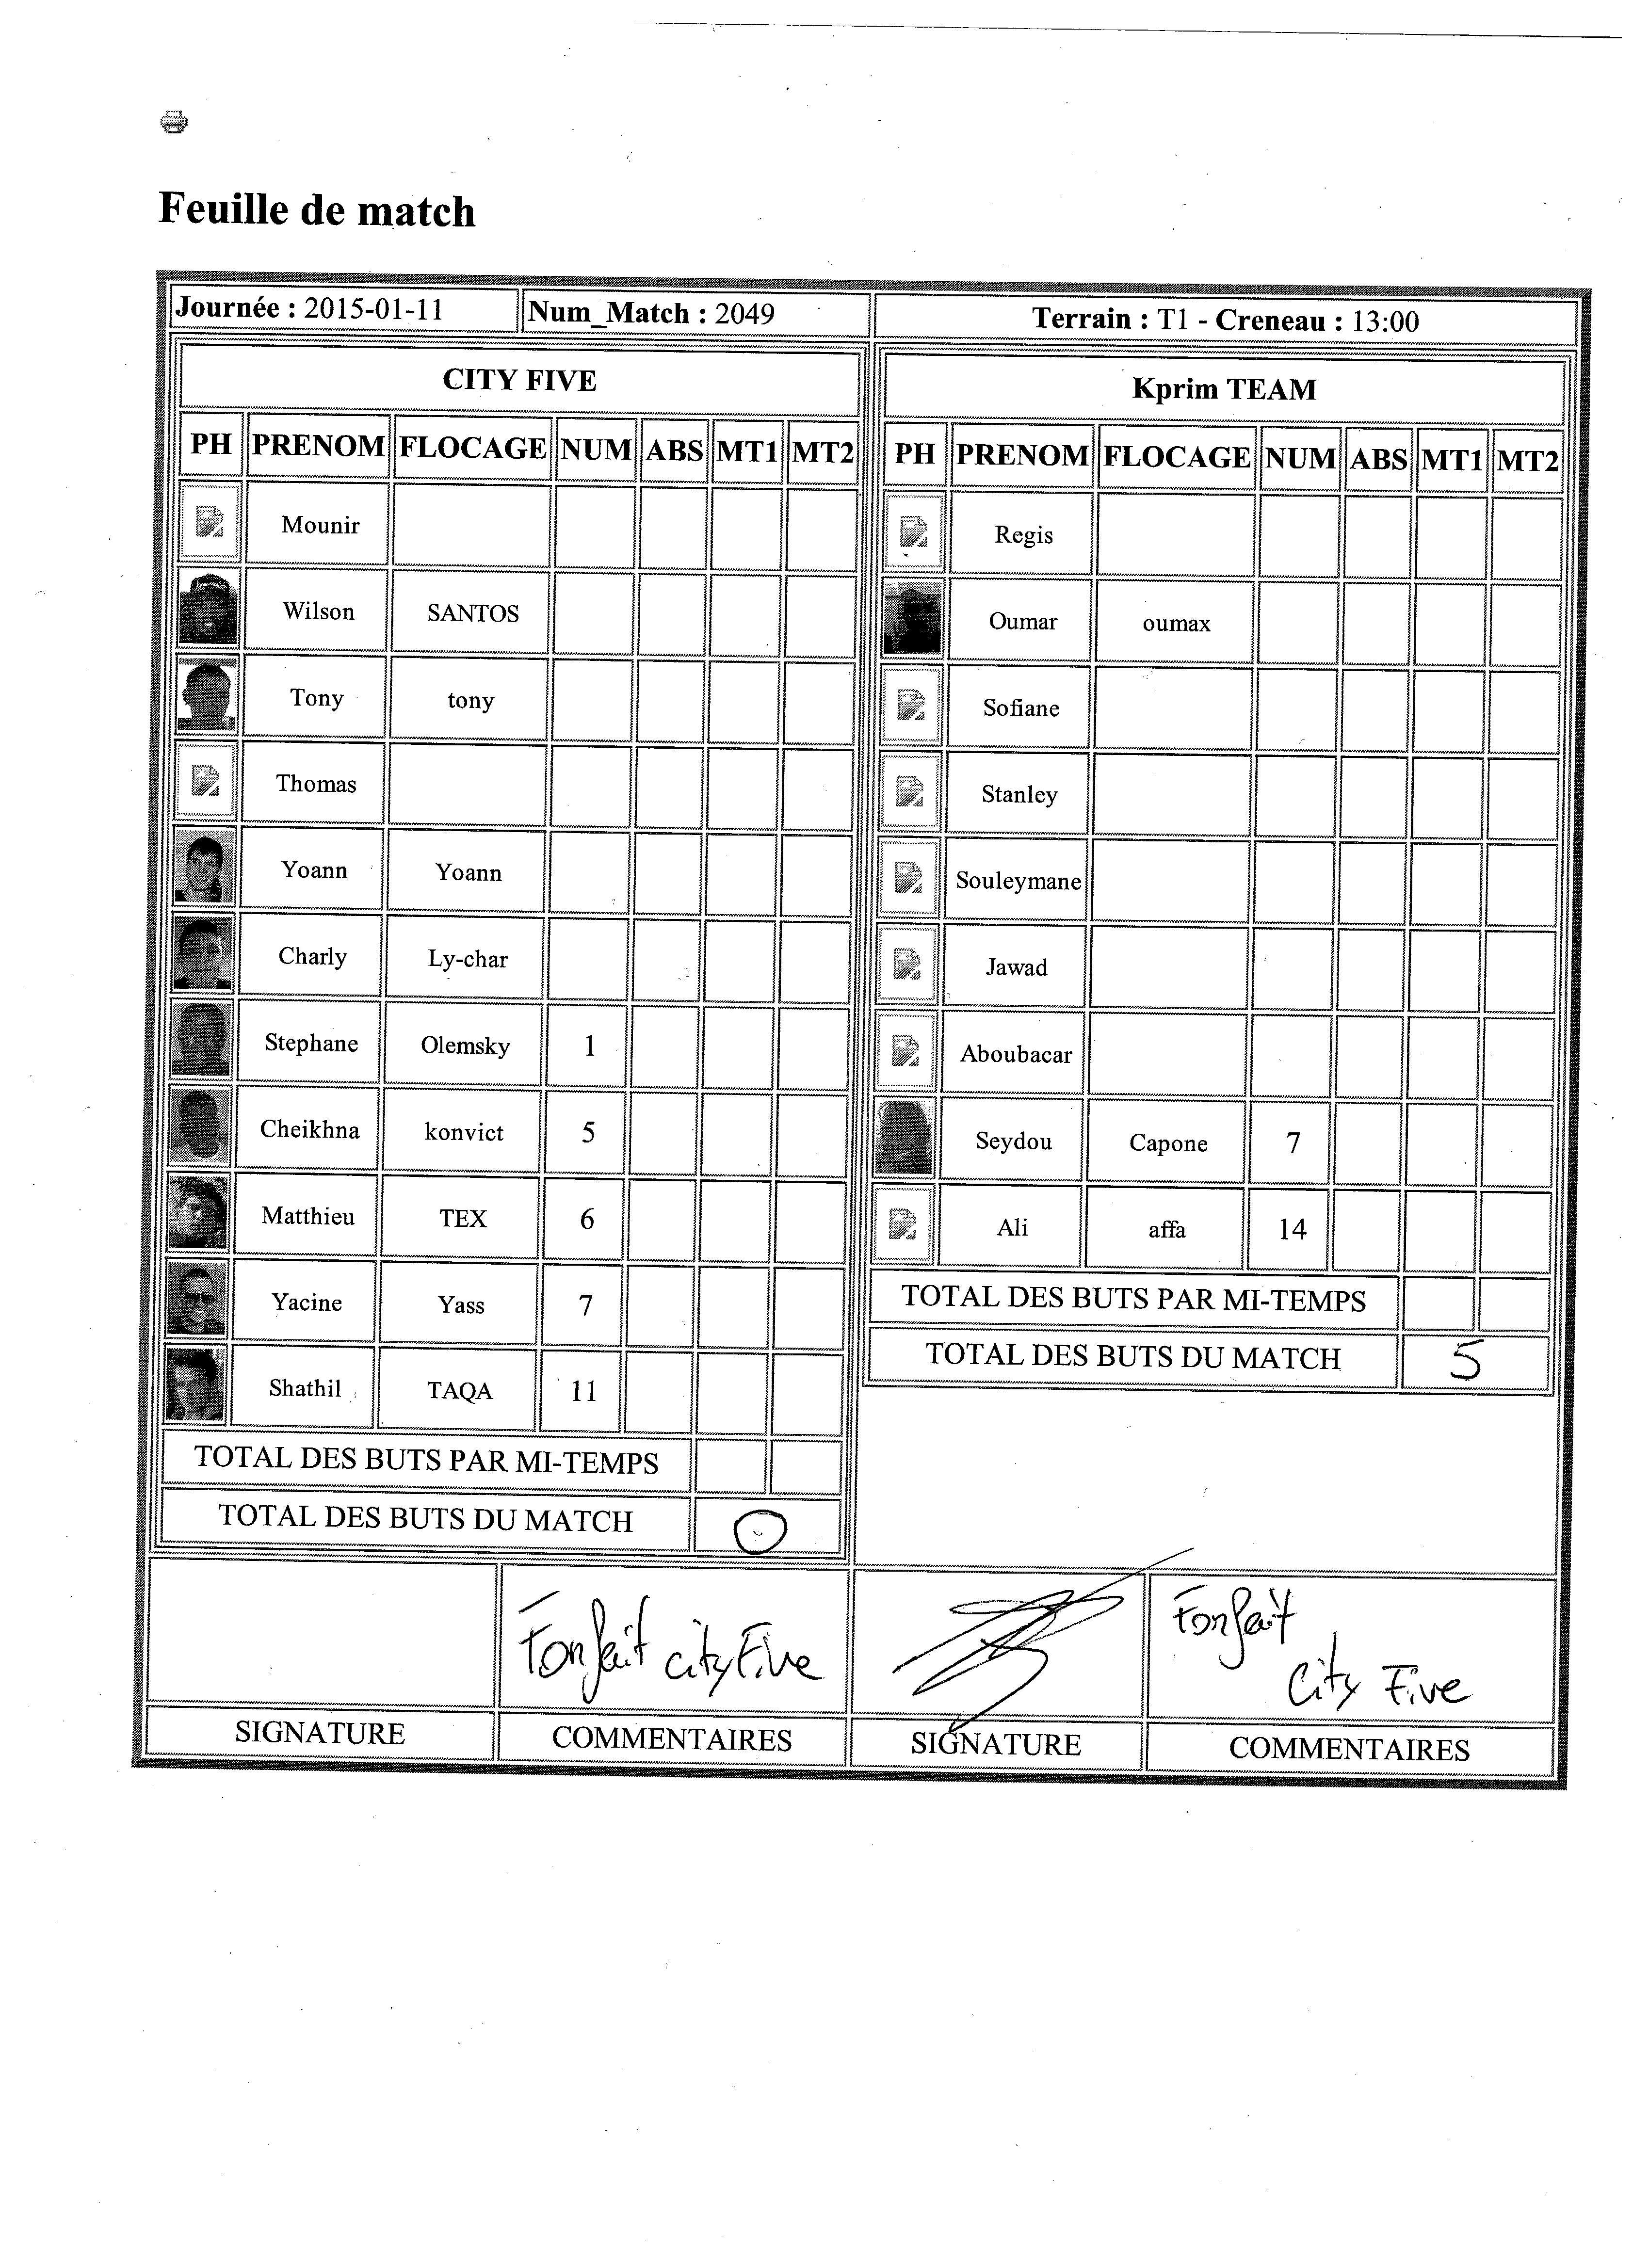 Feuille de match
Journée : 2015-01-11 Num_Match : 2049 Terrain : T1 - Creneau : 13:00
CITY FIVE
PH PRENOM FLOCAGE NUM ABS MT1 MT2
Mounir
Wilson SANTOS
Tony tony
Thomas
Yoann Yoann
Charly Ly-char
Stephane Olemsky 1
Cheikhna konvict 5
Matthieu TEX 6
Yacine Yass 7
Shathil TAQA 11
TOTAL DES BUTS PAR MI-TEMPS
TOTAL DES BUTS DU MATCH 0
Kprim TEAM
PH PRENOM FLOCAGE NUM ABS MT1 MT2
Regis
Oumar oumax
Sofiane
Stanley
Souleymane
Jawad
Aboubacar
Seydou Capone 7
Ali affa 14
TOTAL DES BUTS PAR MI-TEMPS
TOTAL DES BUTS DU MATCH 5
Forfait city Five
Forfait
City Five
SIGNATURE COMMENTAIRES SIGNATURE COMMENTAIRES